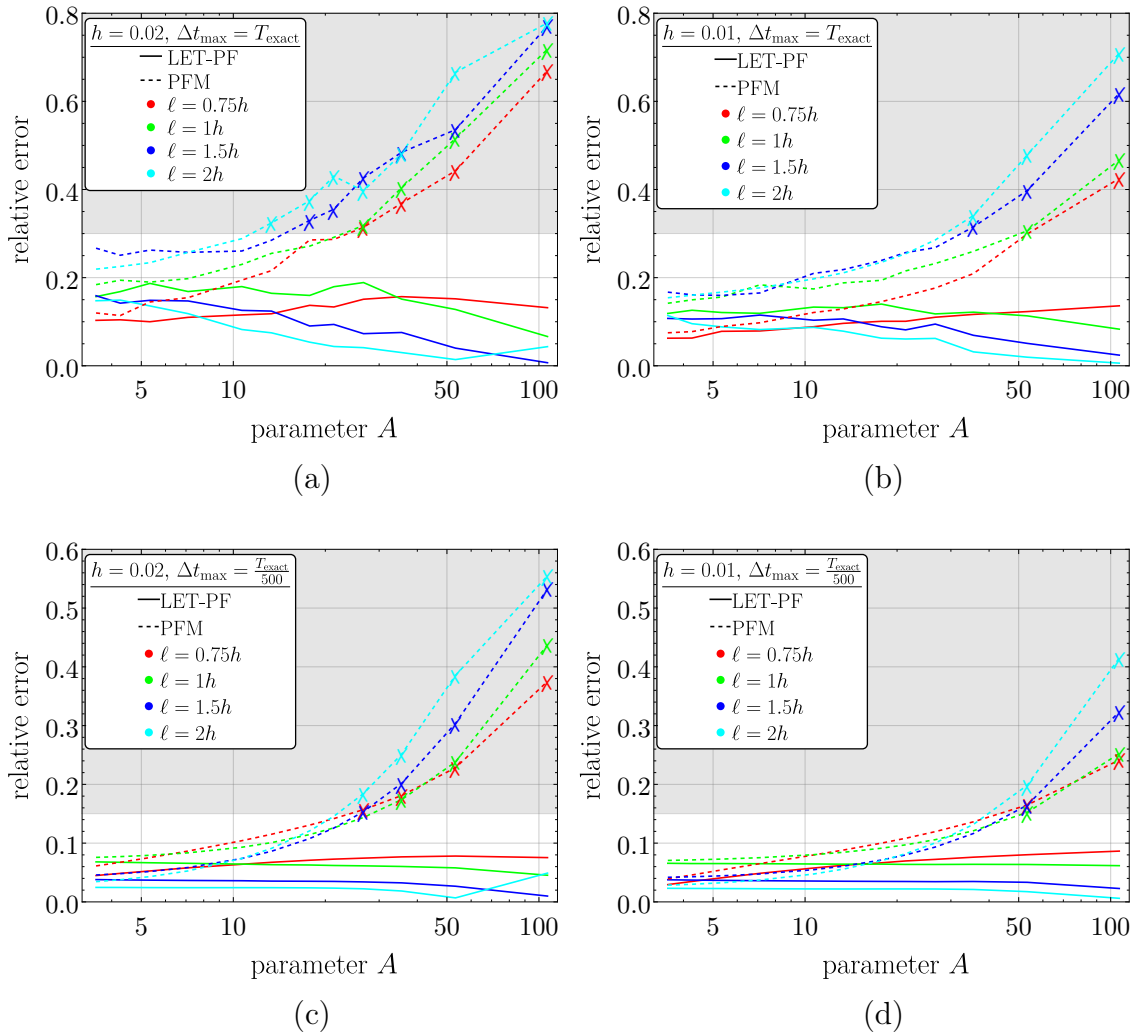 0.8
0.6
0.4
0.2
0.0
relative error
h = 0.02, Δt_max = T_exact
LET-PF
PFM
ℓ = 0.75h
ℓ = 1h
ℓ = 1.5h
ℓ = 2h
5 10 50 100
parameter A
(a)
0.8
0.6
0.4
0.2
0.0
relative error
h = 0.01, Δt_max = T_exact
LET-PF
PFM
ℓ = 0.75h
ℓ = 1h
ℓ = 1.5h
ℓ = 2h
5 10 50 100
parameter A
(b)
0.6
0.5
0.4
0.3
0.2
0.1
0.0
relative error
h = 0.02, Δt_max = T_exact/500
LET-PF
PFM
ℓ = 0.75h
ℓ = 1h
ℓ = 1.5h
ℓ = 2h
5 10 50 100
parameter A
(c)
0.6
0.5
0.4
0.3
0.2
0.1
0.0
relative error
h = 0.01, Δt_max = T_exact/500
LET-PF
PFM
ℓ = 0.75h
ℓ = 1h
ℓ = 1.5h
ℓ = 2h
5 10 50 100
parameter A
(d)